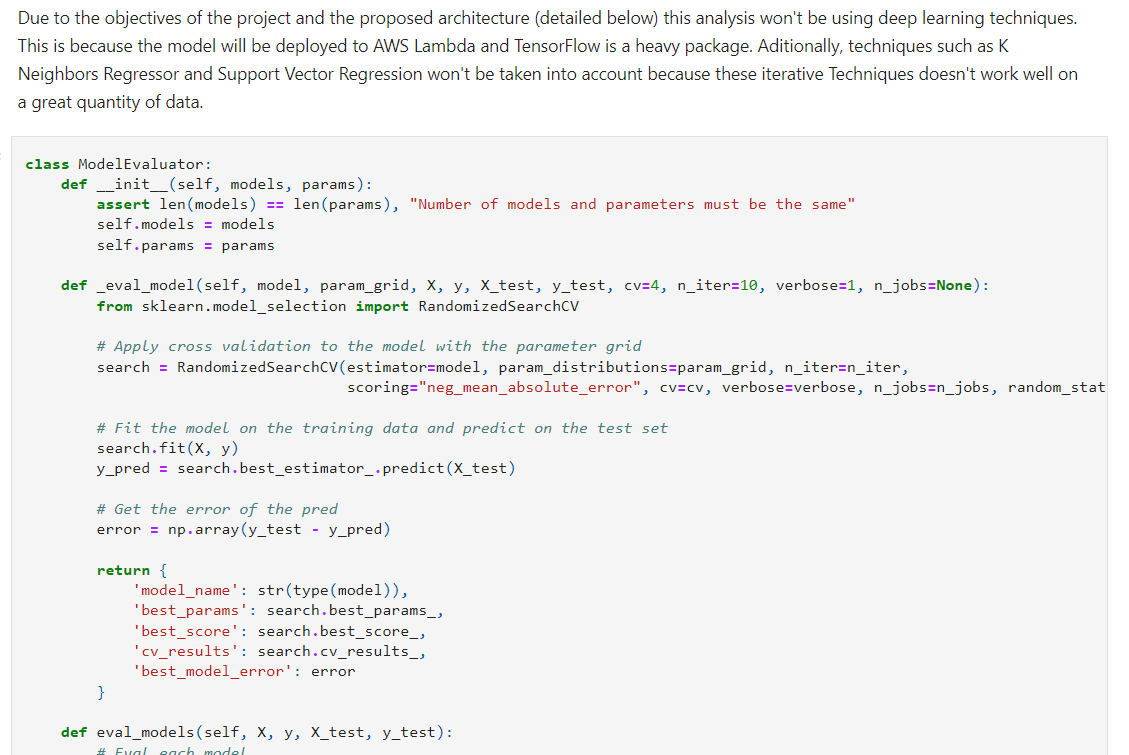 Due to the objectives of the project and the proposed architecture (detailed below) this analysis won't be using deep learning techniques.
This is because the model will be deployed to AWS Lambda and TensorFlow is a heavy package. Aditionally, techniques such as K
Neighbors Regressor and Support Vector Regression won't be taken into account because these iterative Techniques doesn't work well on
a great quantity of data.
class ModelEvaluator:
    def __init__(self, models, params):
        assert len(models) == len(params), "Number of models and parameters must be the same"
        self.models = models
        self.params = params
    def _eval_model(self, model, param_grid, X, y, X_test, y_test, cv=4, n_iter=10, verbose=1, n_jobs=None):
        from sklearn.model_selection import RandomizedSearchCV
        # Apply cross validation to the model with the parameter grid
        search = RandomizedSearchCV(estimator=model, param_distributions=param_grid, n_iter=n_iter,
                                    scoring="neg_mean_absolute_error", cv=cv, verbose=verbose, n_jobs=n_jobs, random_stat
        # Fit the model on the training data and predict on the test set
        search.fit(X, y)
        y_pred = search.best_estimator_.predict(X_test)
        # Get the error of the pred
        error = np.array(y_test - y_pred)
        return {
            'model_name': str(type(model)),
            'best_params': search.best_params_,
            'best_score': search.best_score_,
            'cv_results': search.cv_results_,
            'best_model_error': error
        }
    def eval_models(self, X, y, X_test, y_test):
        # Eval each model